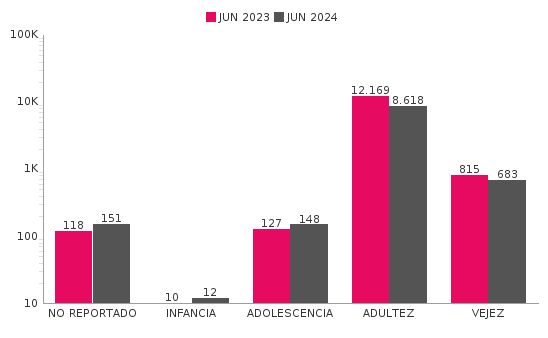 JUN 2023 JUN 2024
100K
10K
1K
100
10
118 151
10 12
127 148
12.169 8.618
815 683
NO REPORTADO INFANCIA ADOLESCENCIA ADULTEZ VEJEZ